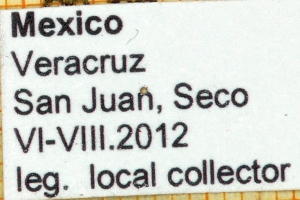 Mexico
Veracruz
San Juan, Seco
VI-VIII.2012
leg. local collector